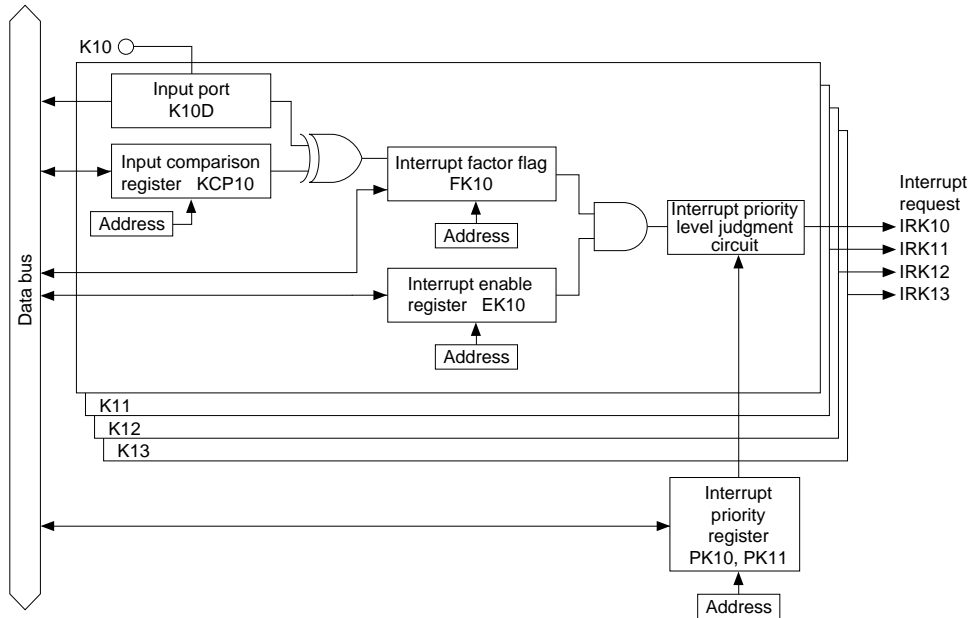 K10
Input port
K10D
Input comparison
register KCP10
Address
Interrupt factor flag
FK10
Address
Interrupt enable
register EK10
Address
Interrupt priority
level judgment
circuit
Interrupt
request
IRK10
IRK11
IRK12
IRK13
Data bus
K11
K12
K13
Interrupt
priority
register
PK10, PK11
Address